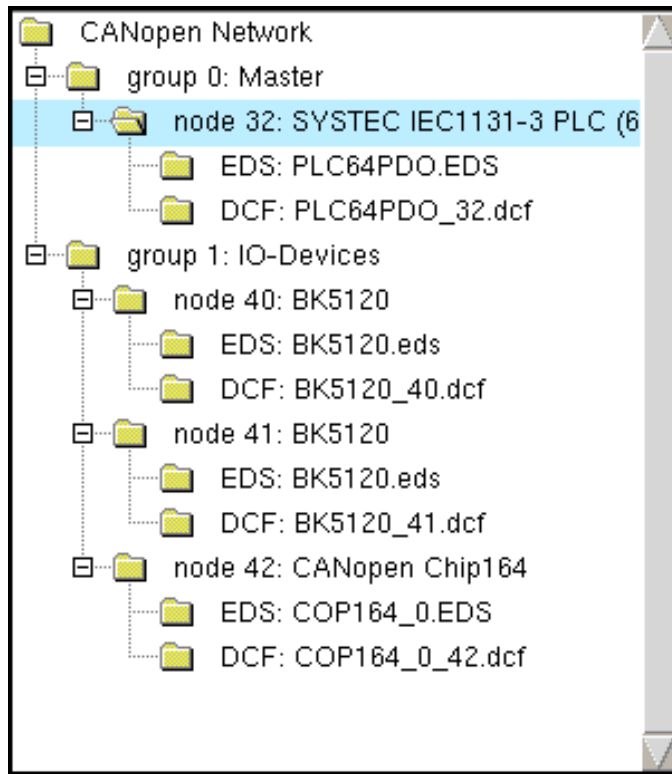 CANopen Network
group 0: Master
node 32: SYSTEC IEC1131-3 PLC (6
EDS: PLC64PDO.EDS
DCF: PLC64PDO_32.dcf
group 1: IO-Devices
node 40: BK5120
EDS: BK5120.eds
DCF: BK5120_40.dcf
node 41: BK5120
EDS: BK5120.eds
DCF: BK5120_41.dcf
node 42: CANopen Chip164
EDS: COP164_0.EDS
DCF: COP164_0_42.dcf